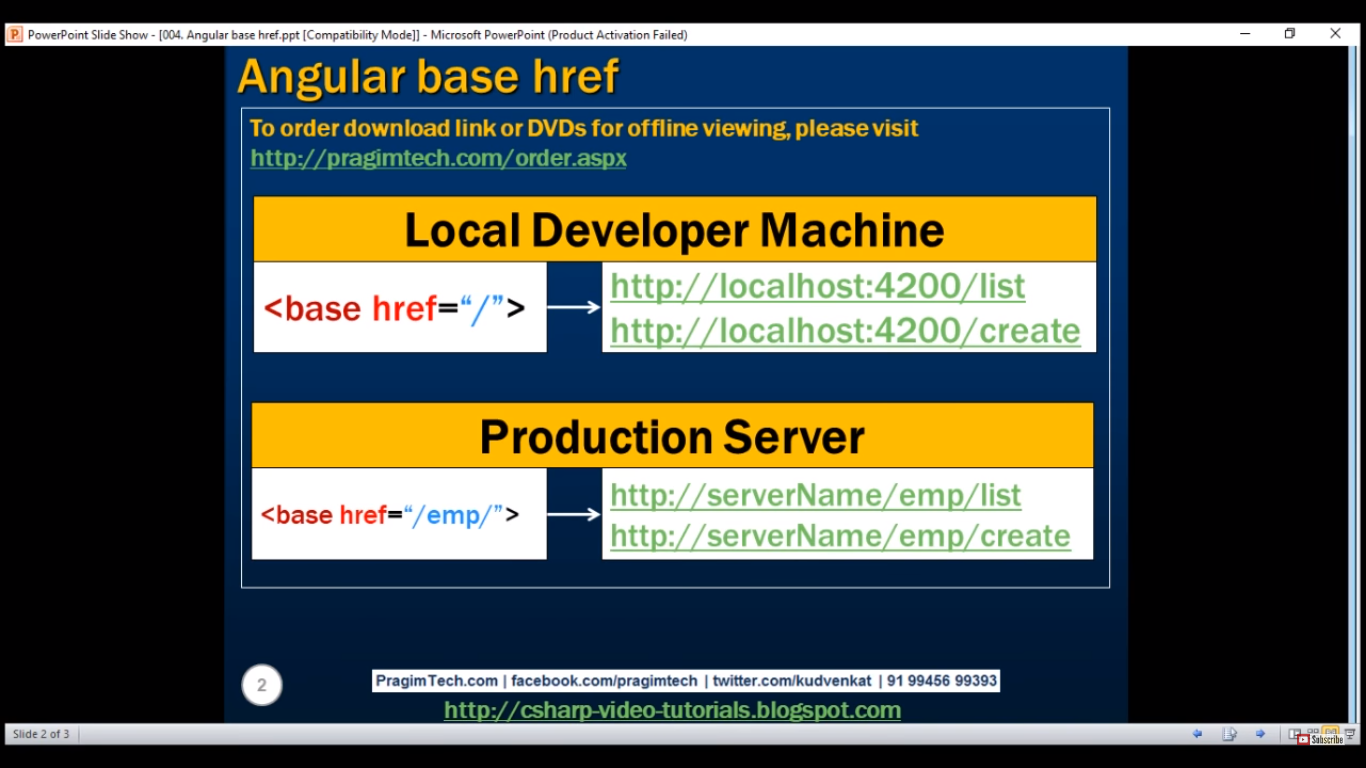 PowerPoint Slide Show - [004. Angular base href.ppt [Compatibility Mode]] - Microsoft PowerPoint (Product Activation Failed)
Angular base href
To order download link or DVDs for offline viewing, please visit
http://pragimtech.com/order.aspx
Local Developer Machine
<base href=“/”>
http://localhost:4200/list
http://localhost:4200/create
Production Server
<base href=“/emp/”>
http://serverName/emp/list
http://serverName/emp/create
2
PragimTech.com | facebook.com/pragimtech | twitter.com/kudvenkat | 91 99456 99393
http://csharp-video-tutorials.blogspot.com
Slide 2 of 3
Subscribe